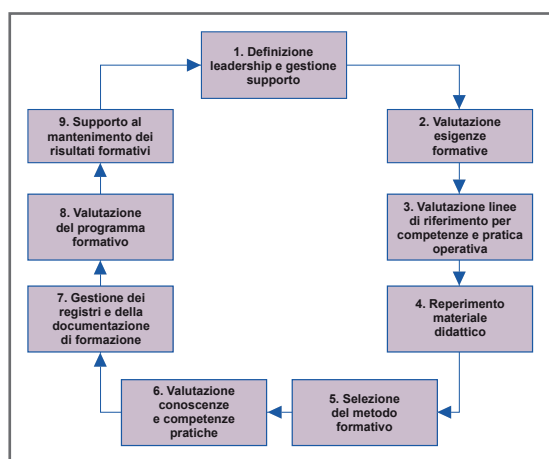 1. Definizione
leadership e gestione
supporto
2. Valutazione
esigenze
formative
3. Valutazione linee
di riferimento per
competenze e pratica
operativa
4. Reperimento
materiale
didattico
5. Selezione
del metodo
formativo
6. Valutazione
conoscenze
e competenze
pratiche
7. Gestione dei
registri e della
documentazione
di formazione
8. Valutazione
del programma
formativo
9. Supporto al
mantenimento dei
risultati formativi